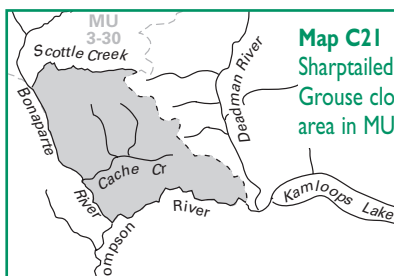 MU
3-30
Scottle Creek
Map C21
Sharptailed
Grouse clo
area in MU
Deadman River
Bonaparte
River
Cache Cr
River
ompson
Kamloops Lake